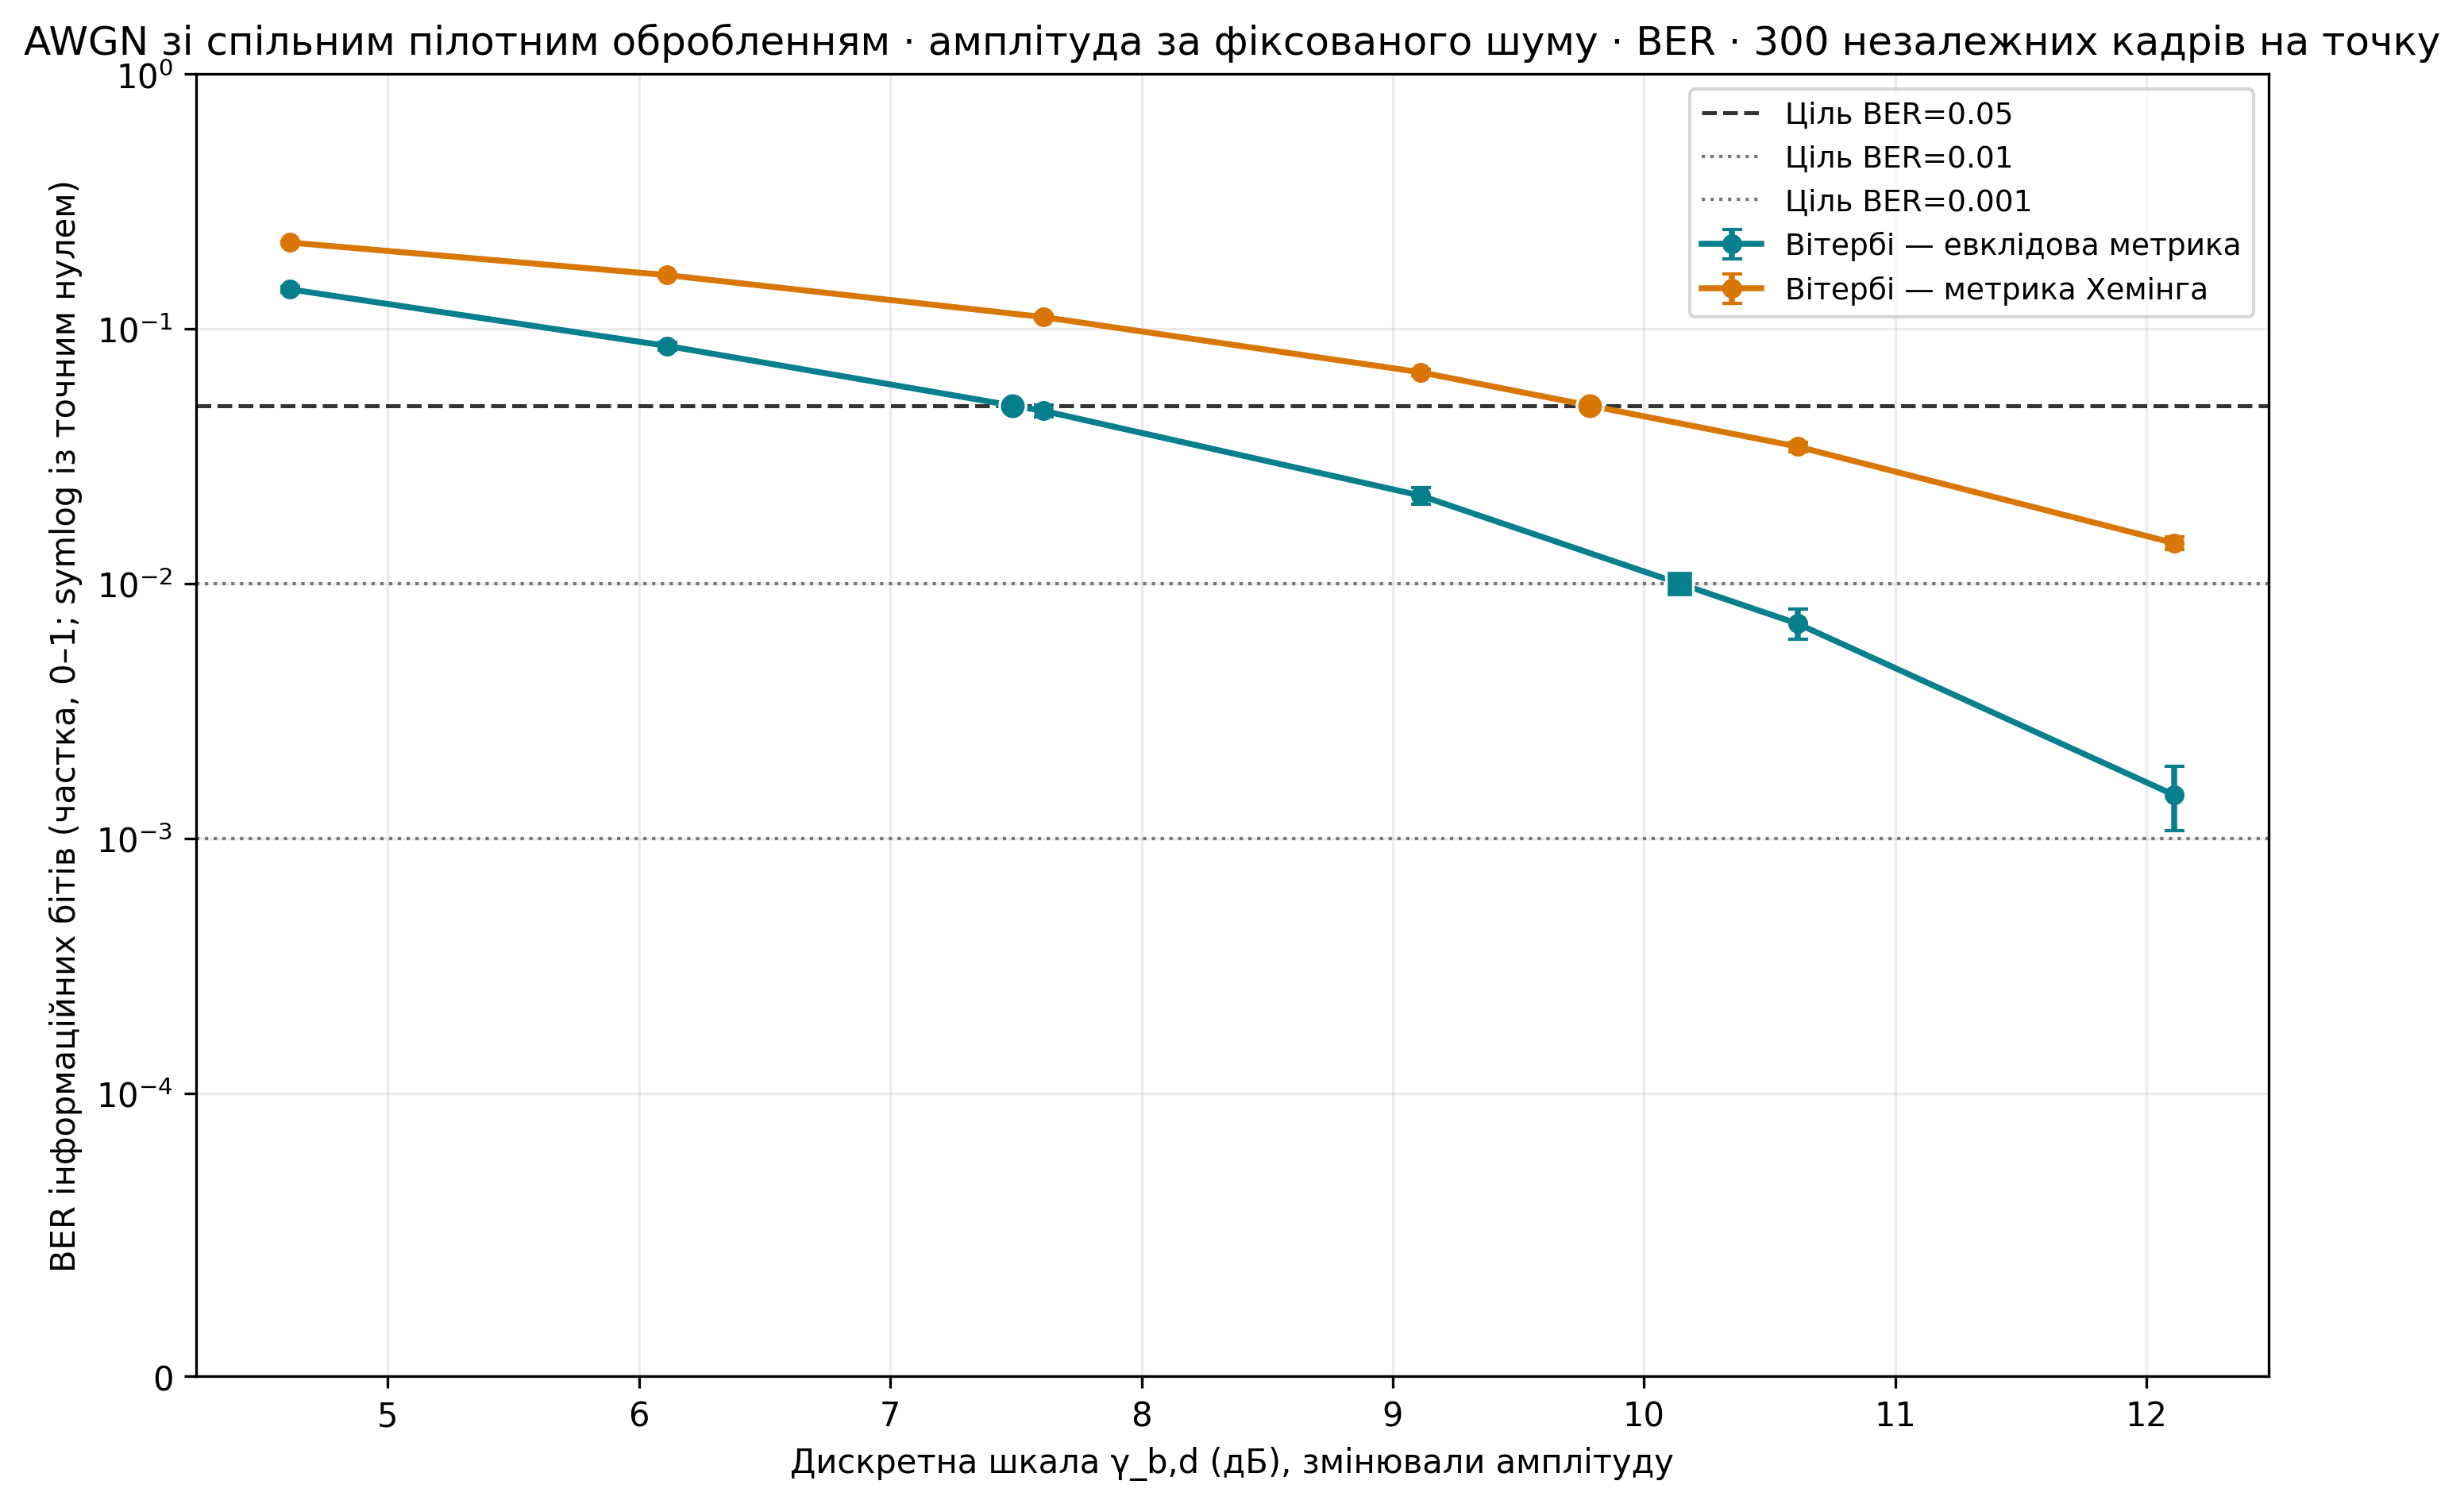 AWGN зі спільним пілотним обробленням · амплітуда за фіксованого шуму · BER · 300 незалежних кадрів на точку
BER інформаційних бітів (частка, 0–1; symlog із точним нулем)
10⁰
10⁻¹
10⁻²
10⁻³
10⁻⁴
0
Ціль BER=0.05
Ціль BER=0.01
Ціль BER=0.001
Вітербі — евклідова метрика
Вітербі — метрика Хемінга
5 6 7 8 9 10 11 12
Дискретна шкала γ_b,d (дБ), змінювали амплітуду